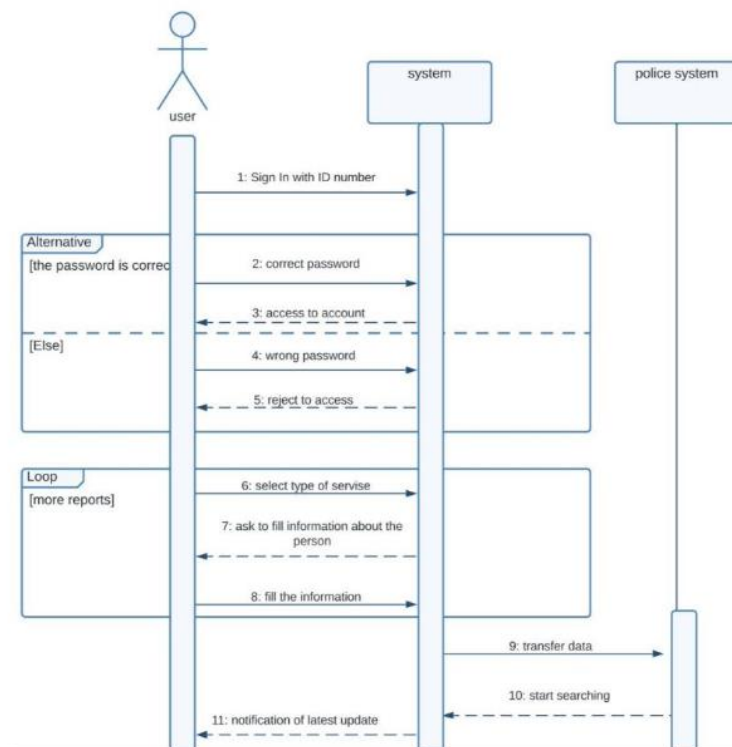 user
system
police system
1: Sign In with ID number
Alternative
[the password is correc
2: correct password
3: access to account
[Else]
4: wrong password
5: reject to access
Loop
[more reports]
6: select type of servise
7: ask to fill information about the
person
8: fill the information
9: transfer data
10: start searching
11: notification of latest update